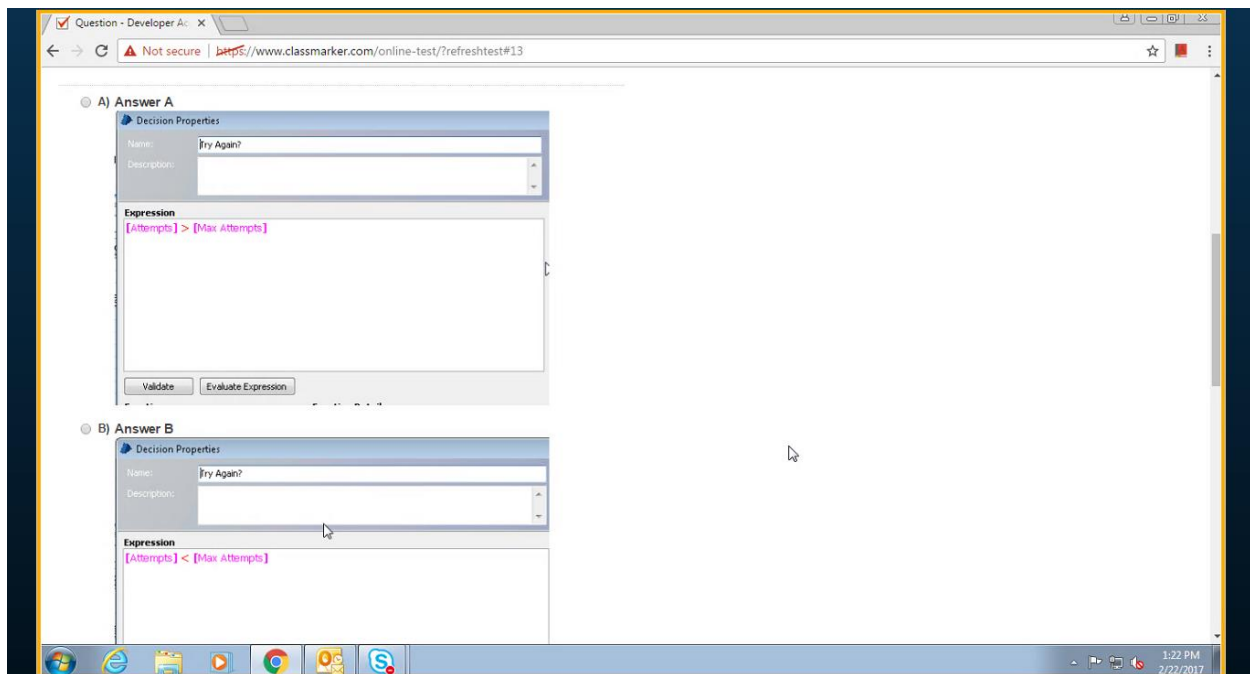 Question - Developer Ac
Not secure | https://www.classmarker.com/online-test/?refreshtest#13
A) Answer A
Decision Properties
Name: Try Again?
Description:
Expression
[Attempts] > [Max Attempts]
Validate Evaluate Expression
B) Answer B
Decision Properties
Name: Try Again?
Description:
Expression
[Attempts] < [Max Attempts]
1:22 PM
2/22/2017